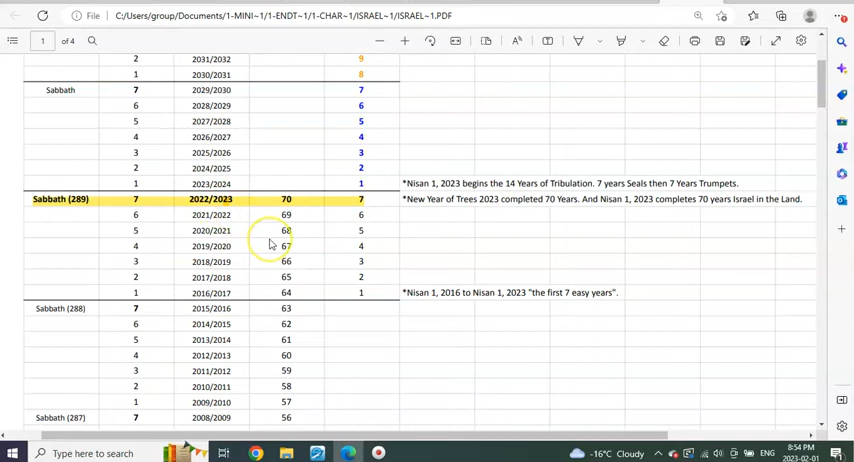 File C:/Users/group/Documents/1-MINI~1/1-ENDT~1/1-CHAR~1/ISRAEL~1/ISRAEL~1.PDF
1 of 4
2 2031/2032 9
1 2030/2031 8
Sabbath 7 2029/2030 7
6 2028/2029 6
5 2027/2028 5
4 2026/2027 4
3 2025/2026 3
2 2024/2025 2
1 2023/2024 1 *Nisan 1, 2023 begins the 14 Years of Tribulation. 7 years Seals then 7 Years Trumpets.
Sabbath (289) 7 2022/2023 70 7 *New Year of Trees 2023 completed 70 Years. And Nisan 1, 2023 completes 70 years Israel in the Land.
6 2021/2022 69 6
5 2020/2021 68 5
4 2019/2020 67 4
3 2018/2019 66 3
2 2017/2018 65 2
1 2016/2017 64 1 *Nisan 1, 2016 to Nisan 1, 2023 "the first 7 easy years".
Sabbath (288) 7 2015/2016 63
6 2014/2015 62
5 2013/2014 61
4 2012/2013 60
3 2011/2012 59
2 2010/2011 58
1 2009/2010 57
Sabbath (287) 7 2008/2009 56
Type here to search
-16°C Cloudy
ENG
8:54 PM
2023-02-01